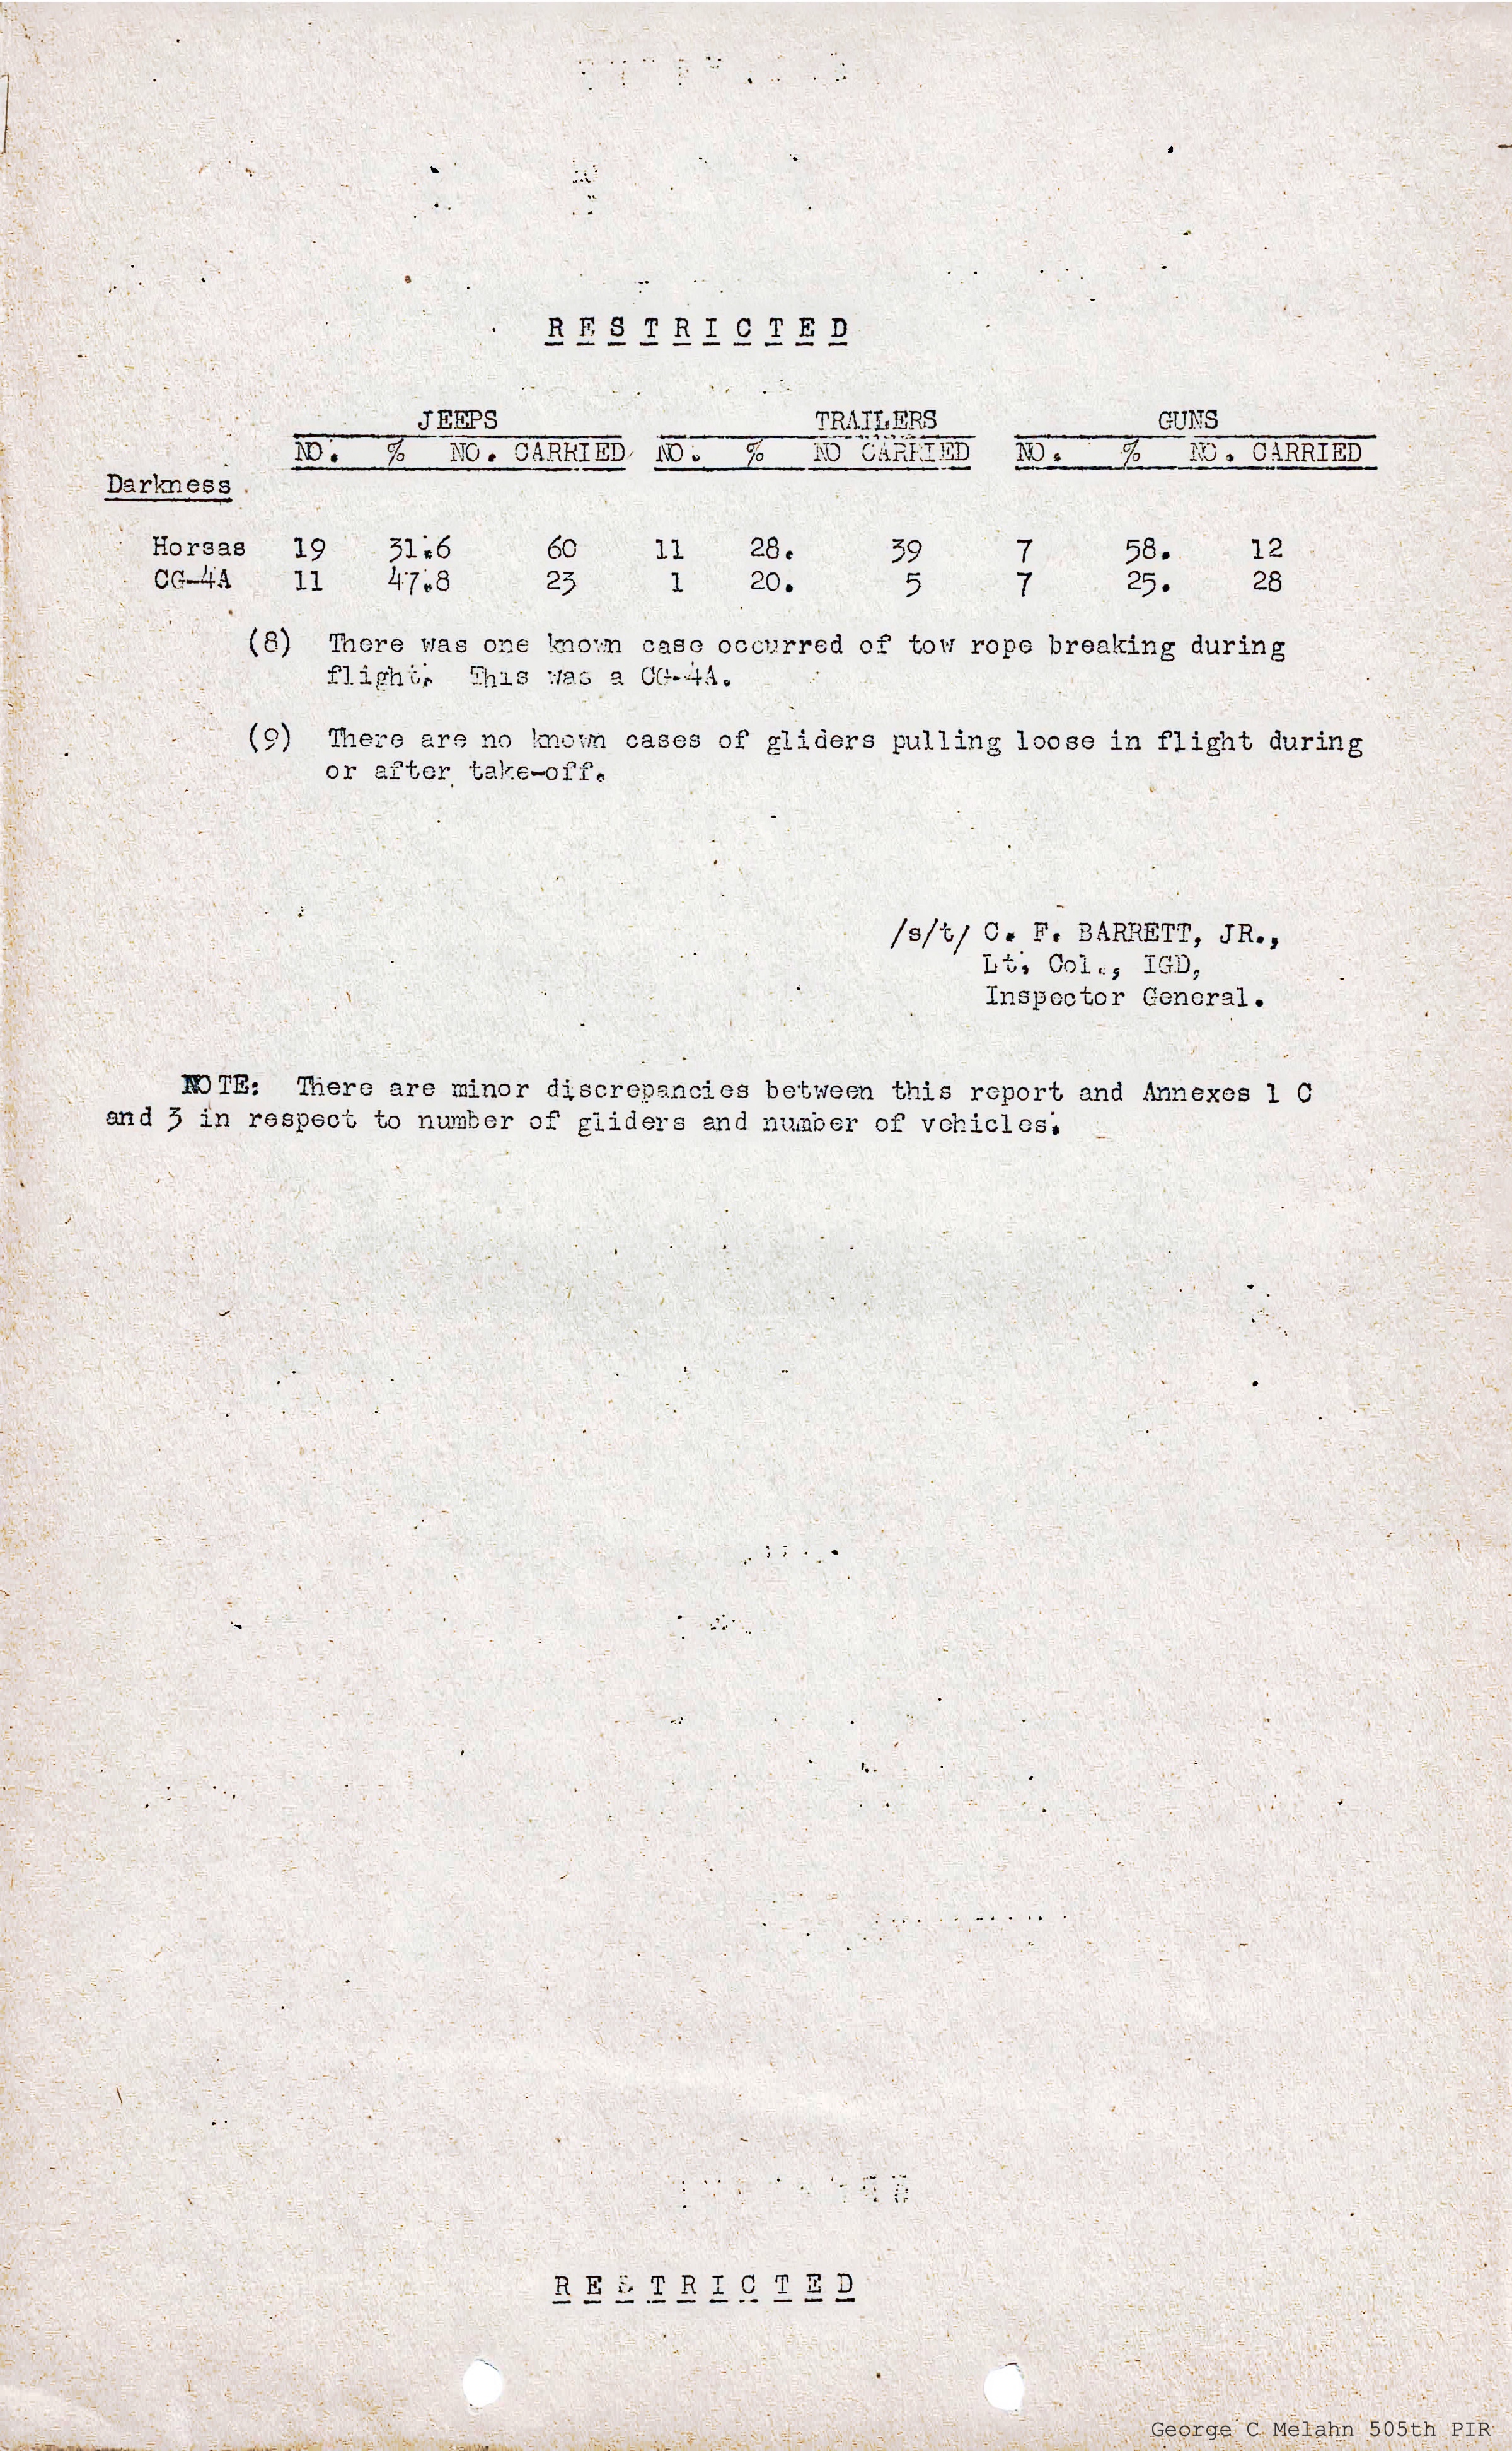 R E S T R I C T E D
JEEPS TRAILERS GUNS
NO. % NO. CARRIED NO. % NO CARRIED NO. % NO. CARRIED
Darkness
Horsas 19 31.6 60 11 28. 39 7 58. 12
CG-4A 11 47.8 23 1 20. 5 7 25. 28
(8) There was one known case occurred of tow rope breaking during
flight. This was a CG-4A.
(9) There are no known cases of gliders pulling loose in flight during
or after take-off.
/s/t/ C. F. BARRETT, JR.,
Lt. Col., IGD,
Inspector General.
NOTE: There are minor discrepancies between this report and Annexes 1 C
and 3 in respect to number of gliders and number of vehicles.
R E S T R I C T E D
George C Melahn 505th PIR